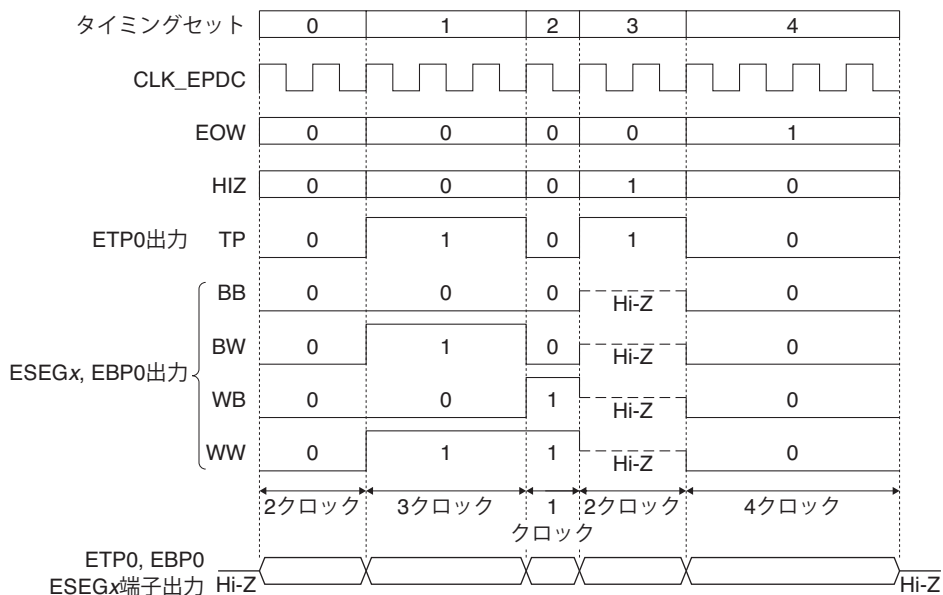 タイミングセット 0 1 2 3 4
CLK_EPDC
EOW 0 0 0 0 1
HIZ 0 0 0 1 0
ETP0出力 TP 0 1 0 1 0
BB 0 0 0 Hi-Z 0
BW 0 1 0 Hi-Z 0
ESEGx, EBP0出力
WB 0 0 1 Hi-Z 0
WW 0 1 1 Hi-Z 0
2クロック 3クロック 1 2クロック 4クロック
クロック
ETP0, EBP0
ESEGx端子出力 Hi-Z Hi-Z